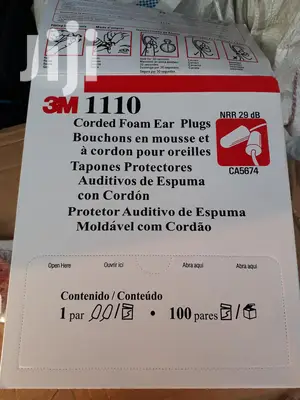 Jiji
3M 1110
NRR 29 dB
Corded Foam Ear Plugs
Bouchons en mousse et
à cordon pour oreilles
CA5674
Tapones Protectores
Auditivos de Espuma
con Cordón
Protetor Auditivo de Espuma
Moldável com Cordão
Open Here Ouvrir ici Abra aquí Abra aqui
Contenido / Conteúdo
1 par / • 100 pares /